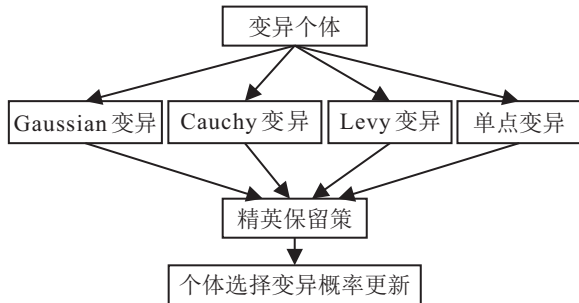 变异个体
Gaussian 变异
Cauchy 变异
Levy 变异
单点变异
精英保留策
个体选择变异概率更新